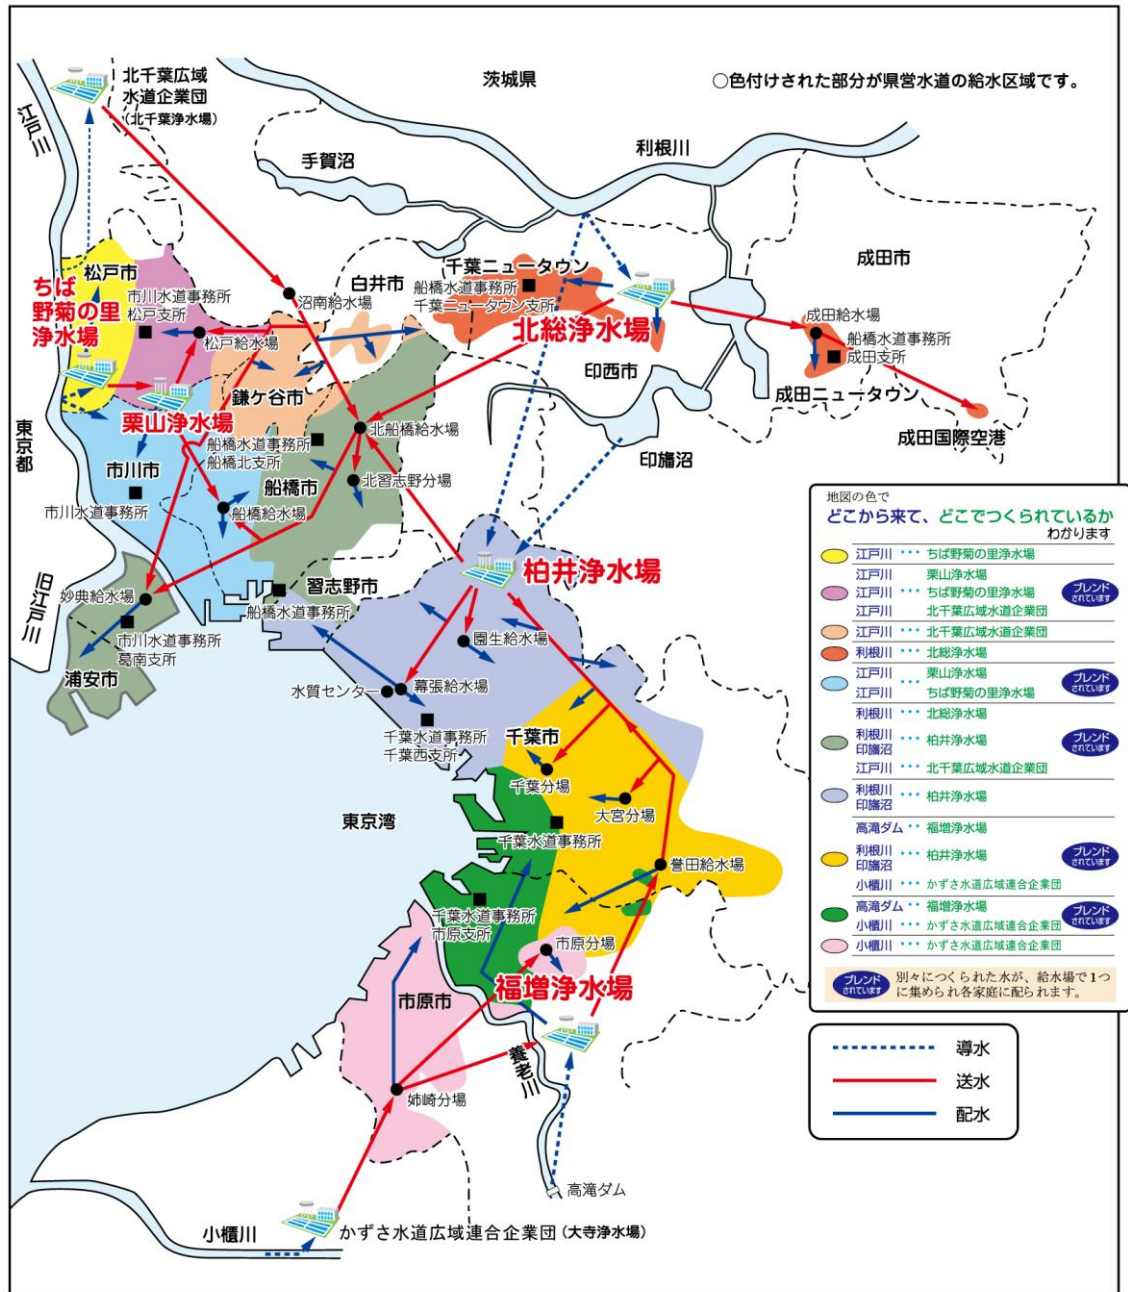 北千葉広域
水道企業団
(北千葉浄水場)
茨城県
○色付けされた部分が県営水道の給水区域です。
江戸川
手賀沼
利根川
成田市
松戸市
白井市
千葉ニュータウン
船橋水道事務所
千葉ニュータウン支所
ちば
野菊の里
浄水場
市川水道事務所
松戸支所
沼南給水場
松戸給水場
北総浄水場
成田給水場
船橋水道事務所
成田支所
印西市
成田ニュータウン
成田国際空港
鎌ケ谷市
栗山浄水場
東京都
船橋水道事務所
船橋北支所
北船橋給水場
印旛沼
市川市
市川水道事務所
船橋市
北習志野分場
船橋給水場
柏井浄水場
旧江戸川
妙典給水場
習志野市
船橋水道事務所
市川水道事務所
葛南支所
浦安市
園生給水場
水質センター
幕張給水場
千葉水道事務所
千葉西支所
千葉市
千葉分場
大宮分場
東京湾
千葉水道事務所
誉田給水場
千葉水道事務所
市原支所
市原分場
福増浄水場
市原市
養老川
姉崎分場
高滝ダム
小櫃川
かずさ水道広域連合企業団(大寺浄水場)
地図の色で
どこから来て、どこでつくられているか
わかります
江戸川 ・・・ ちば野菊の里浄水場
江戸川 栗山浄水場
江戸川 ・・・ ちば野菊の里浄水場 ブレンドされています
江戸川 北千葉広域水道企業団
江戸川 ・・・ 北千葉広域水道企業団
利根川 ・・・ 北総浄水場
江戸川 ・・・ 栗山浄水場
江戸川 ちば野菊の里浄水場 ブレンドされています
利根川 ・・・ 北総浄水場
利根川
印旛沼 ・・・ 柏井浄水場 ブレンドされています
江戸川 ・・・ 北千葉広域水道企業団
利根川
印旛沼 ・・・ 柏井浄水場
高滝ダム ・・・ 福増浄水場
利根川
印旛沼 ・・・ 柏井浄水場 ブレンドされています
小櫃川 ・・・ かずさ水道広域連合企業団
高滝ダム ・・・ 福増浄水場 ブレンドされています
小櫃川 ・・・ かずさ水道広域連合企業団
小櫃川 ・・・ かずさ水道広域連合企業団
ブレンドされています 別々につくられた水が、給水場で1つ
に集められ各家庭に配られます。
導水
送水
配水